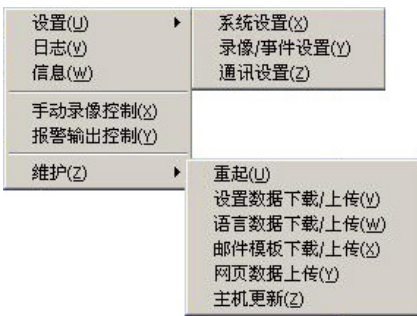 设置(U)
日志(V)
信息(W)
手动录像控制(X)
报警输出控制(Y)
维护(Z)
系统设置(X)
录像/事件设置(Y)
通讯设置(Z)
重起(U)
设置数据下载/上传(V)
语言数据下载/上传(W)
邮件模板下载/上传(X)
网页数据上传(Y)
主机更新(Z)